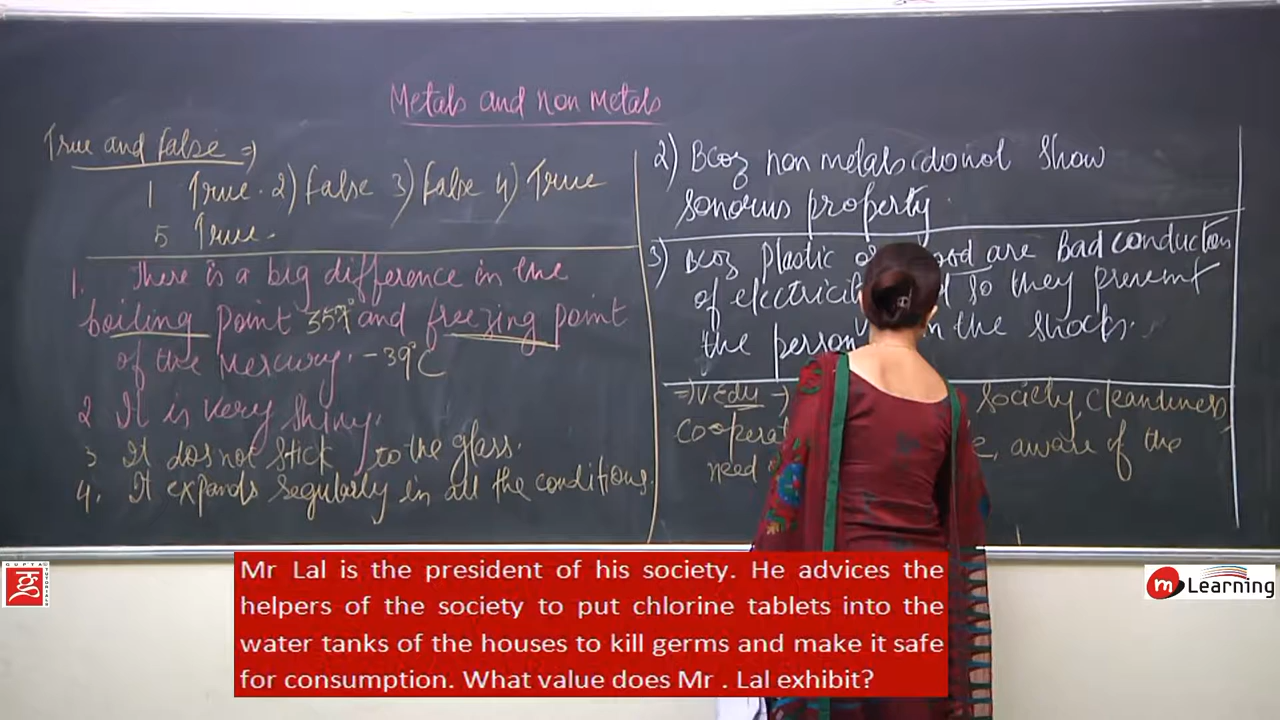 Metals and non Metals
True and false =)
1 True. 2) false 3) false 4) True
5 True.
1. There is a big difference in the
boiling point 357° and freezing point
of the Mercury. -39°C
2 It is very shiny.
3 It does not stick to the glass.
4. It expands regularly in all the conditions.
2) Bcoz non metals donot show
sonorus property.
3) Bcoz Plastic are Bad conductors
of electricity so they prevent
the person the shocks.
=> V. Edu -> society, cleanliness,
aware of the
need
Mr Lal is the president of his society. He advices the
helpers of the society to put chlorine tablets into the
water tanks of the houses to kill germs and make it safe
for consumption. What value does Mr . Lal exhibit?
GUPTA
TUTORIALS
m Learning